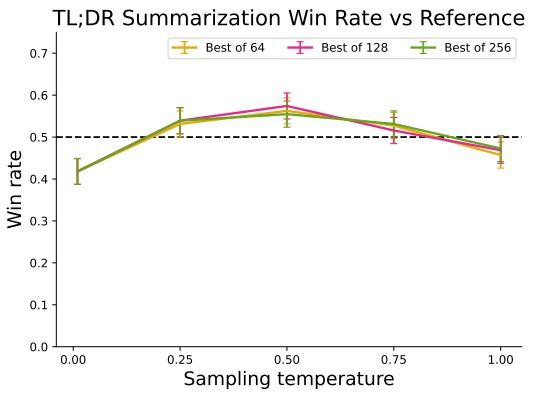 TL;DR Summarization Win Rate vs Reference
Best of 64 Best of 128 Best of 256
0.7
0.6
0.5
0.4
0.3
0.2
0.1
0.0
Win rate
0.00 0.25 0.50 0.75 1.00
Sampling temperature